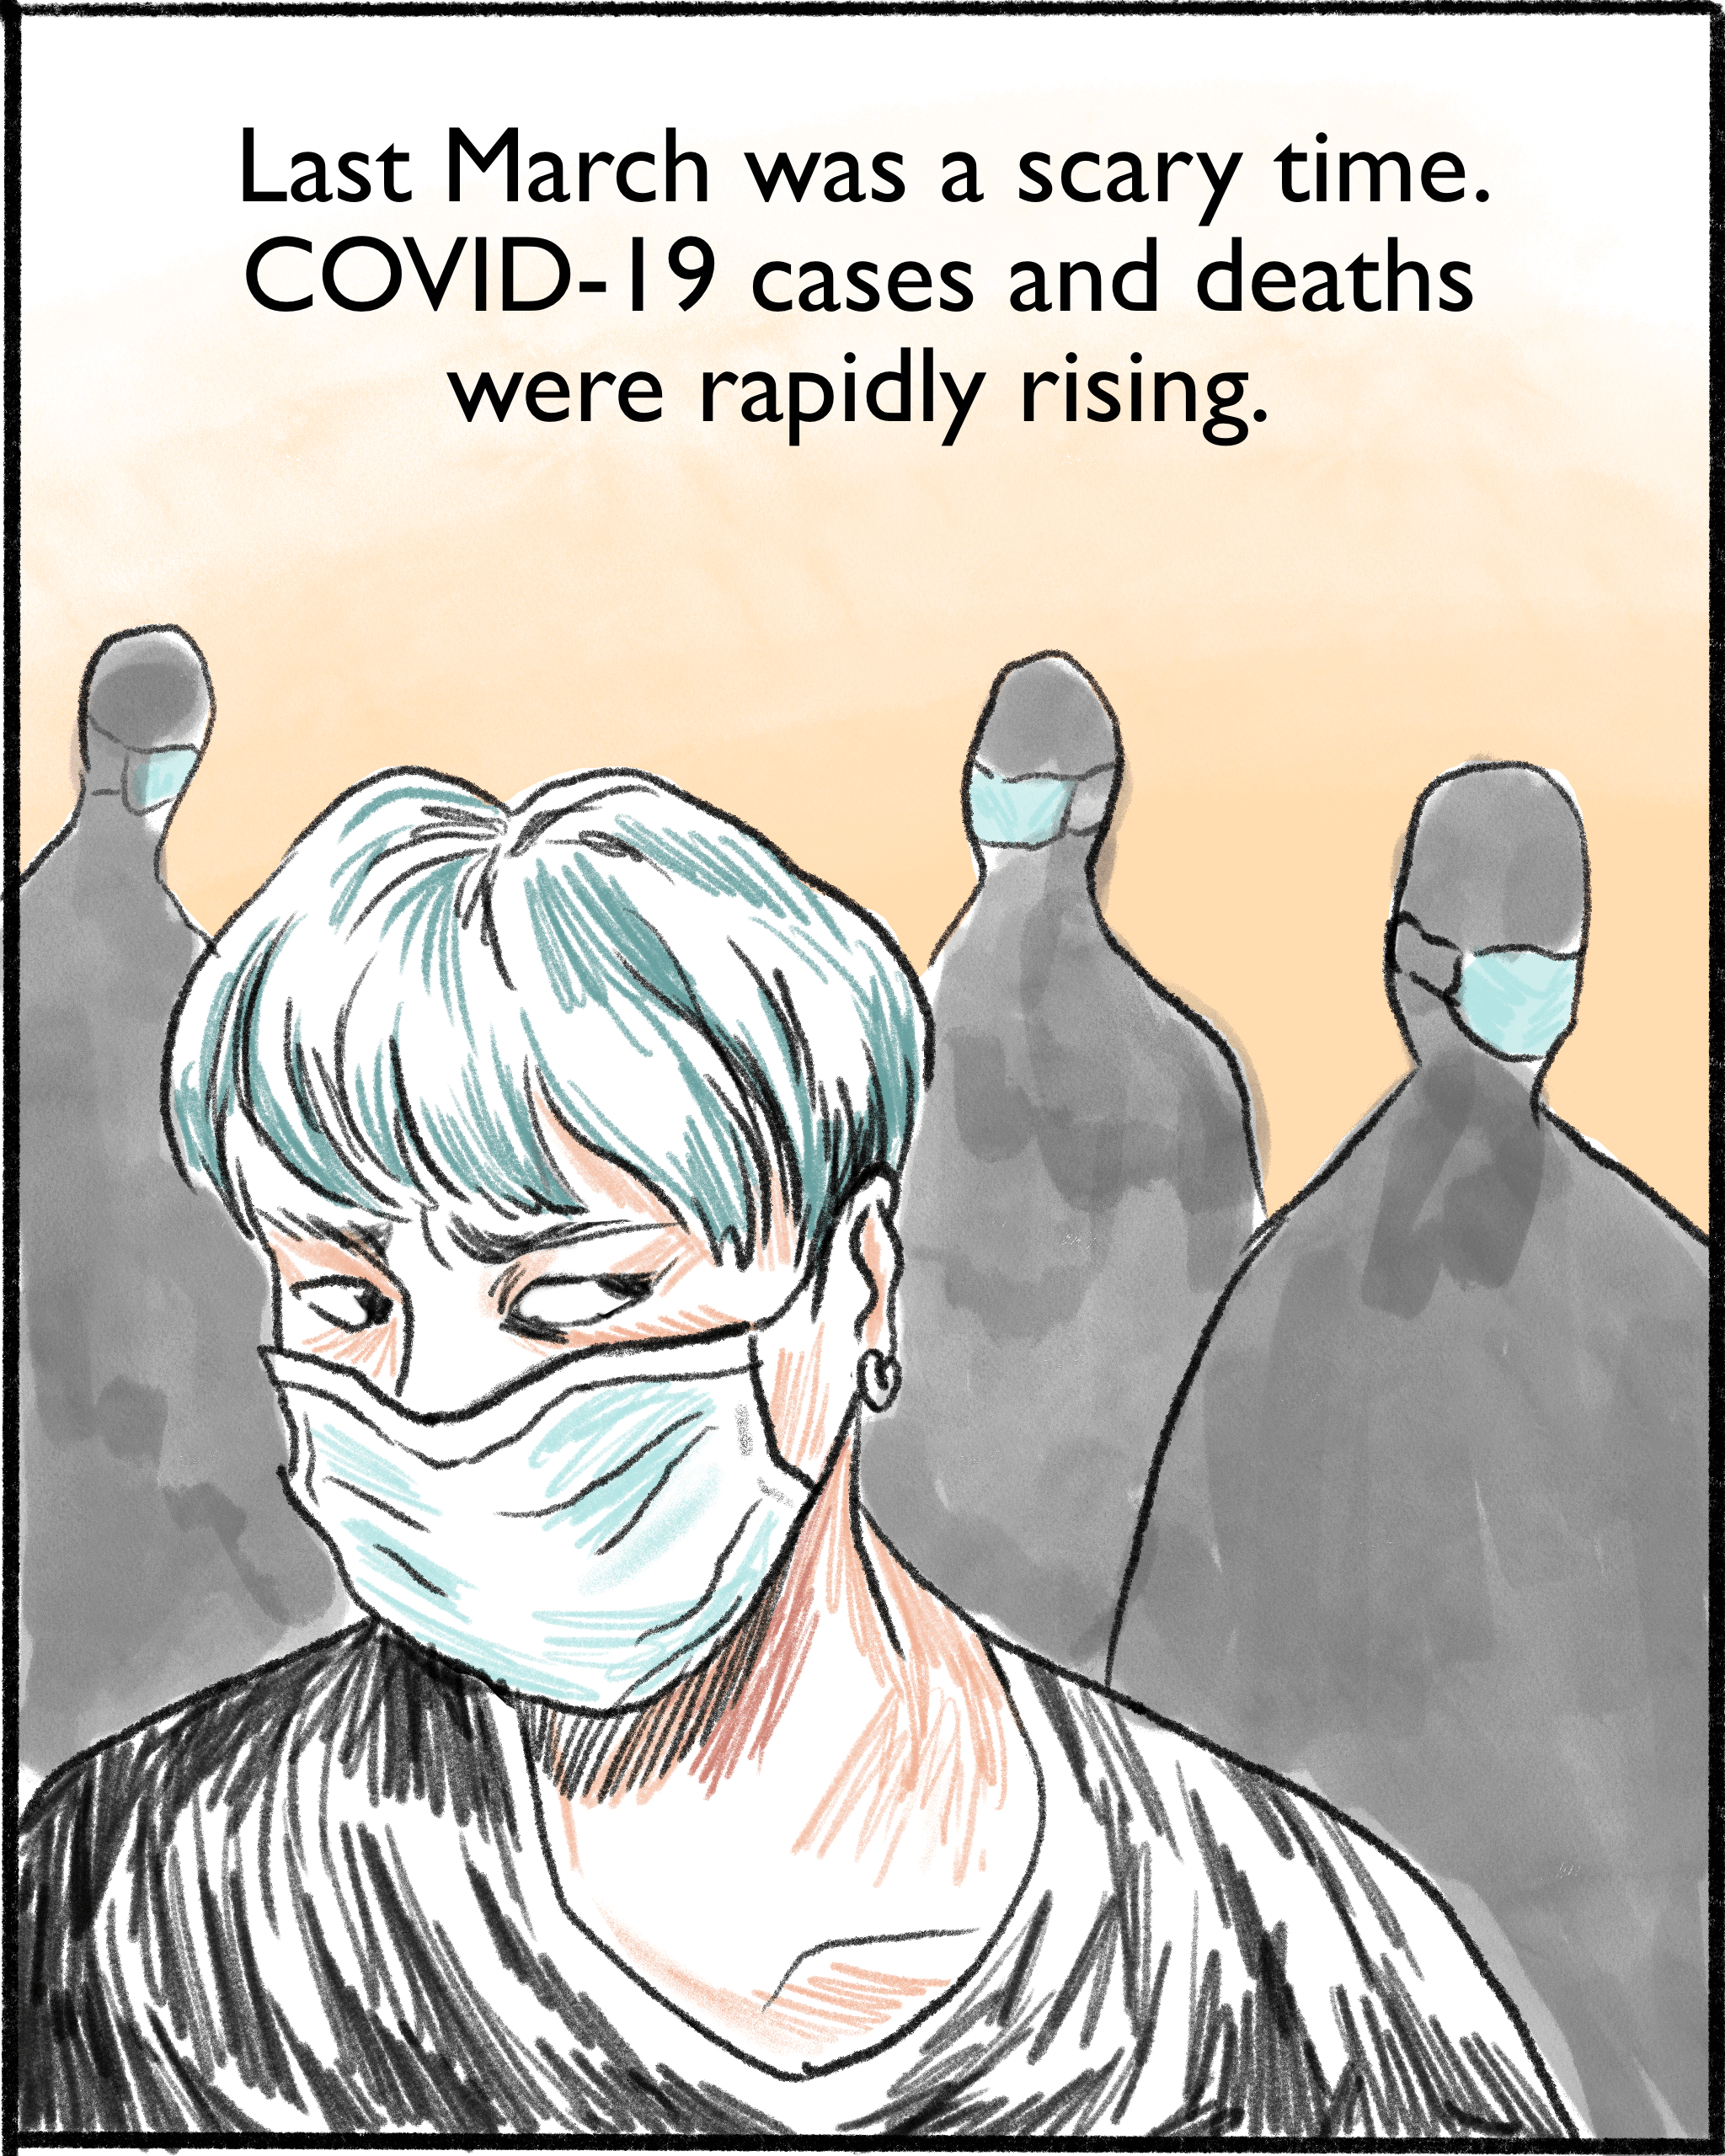 Last March was a scary time.
COVID-19 cases and deaths
were rapidly rising.